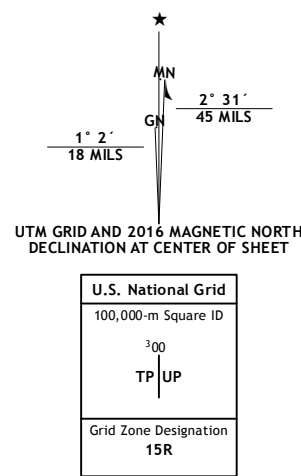 MN
2° 31´
45 MILS
GN
1° 2´
18 MILS
UTM GRID AND 2016 MAGNETIC NORTH
DECLINATION AT CENTER OF SHEET
U.S. National Grid
100,000-m Square ID
³00
TP UP
Grid Zone Designation
15R